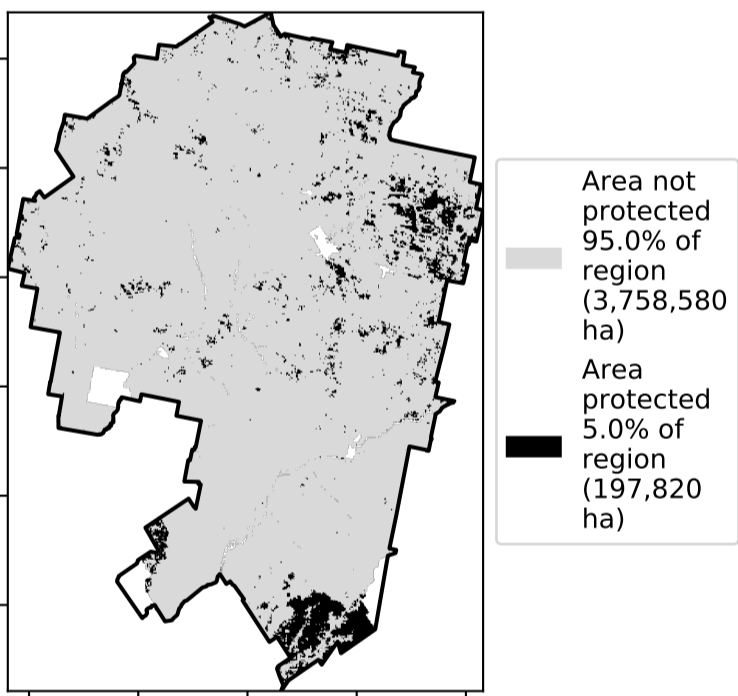 Area not
protected
95.0% of
region
(3,758,580
ha)
Area
protected
5.0% of
region
(197,820
ha)